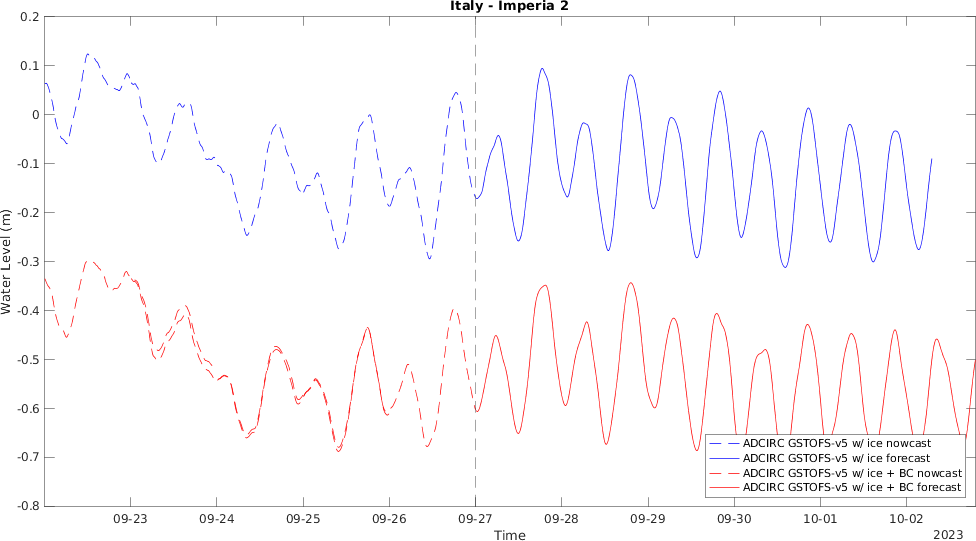 Italy - Imperia 2
0.2
0.1
0
-0.1
-0.2
-0.3
-0.4
-0.5
-0.6
-0.7
-0.8
Water Level (m)
ADCIRC GSTOFS-v5 w/ ice nowcast
ADCIRC GSTOFS-v5 w/ ice forecast
ADCIRC GSTOFS-v5 w/ ice + BC nowcast
ADCIRC GSTOFS-v5 w/ ice + BC forecast
09-23 09-24 09-25 09-26 09-27 09-28 09-29 09-30 10-01 10-02
Time
2023